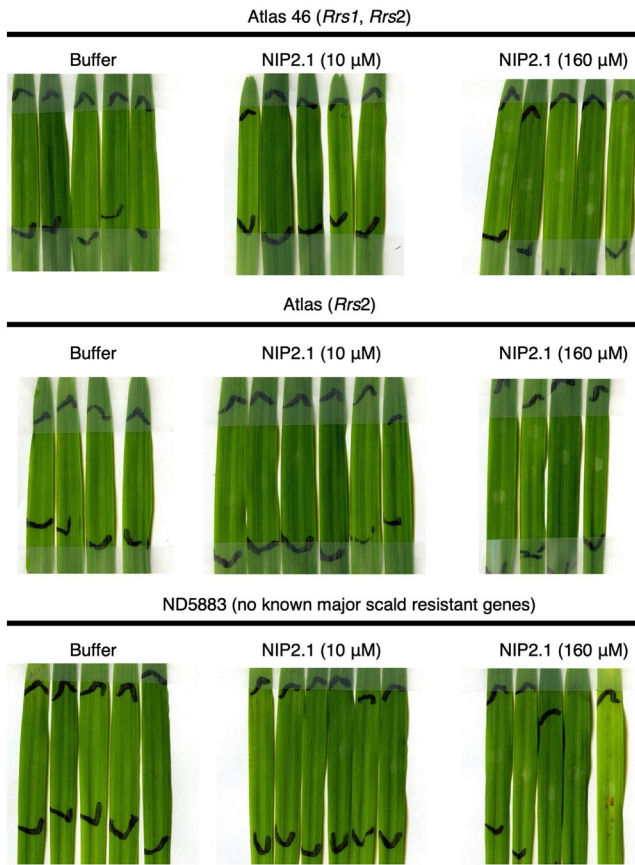 Atlas 46 (Rrs1, Rrs2)
Buffer NIP2.1 (10 µM) NIP2.1 (160 µM)
Atlas (Rrs2)
Buffer NIP2.1 (10 µM) NIP2.1 (160 µM)
ND5883 (no known major scald resistant genes)
Buffer NIP2.1 (10 µM) NIP2.1 (160 µM)